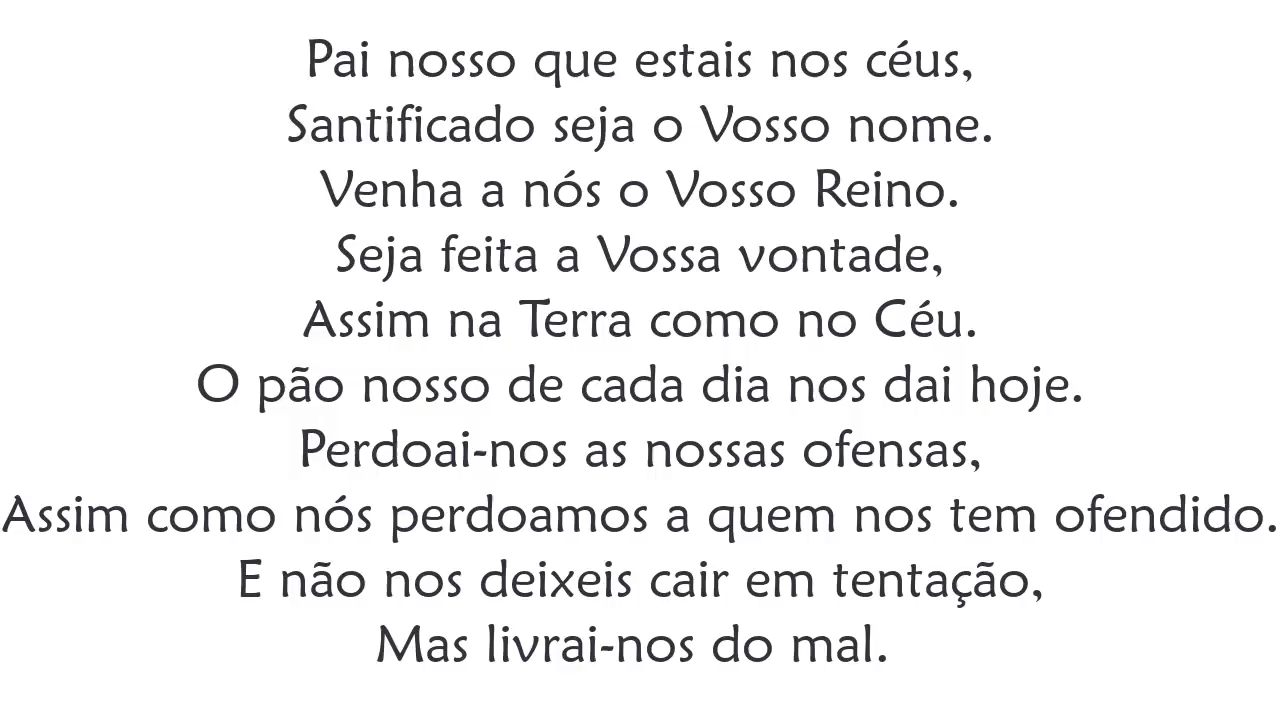 Pai nosso que estais nos céus,
Santificado seja o Vosso nome.
Venha a nós o Vosso Reino.
Seja feita a Vossa vontade,
Assim na Terra como no Céu.
O pão nosso de cada dia nos dai hoje.
Perdoai-nos as nossas ofensas,
Assim como nós perdoamos a quem nos tem ofendido.
E não nos deixeis cair em tentação,
Mas livrai-nos do mal.